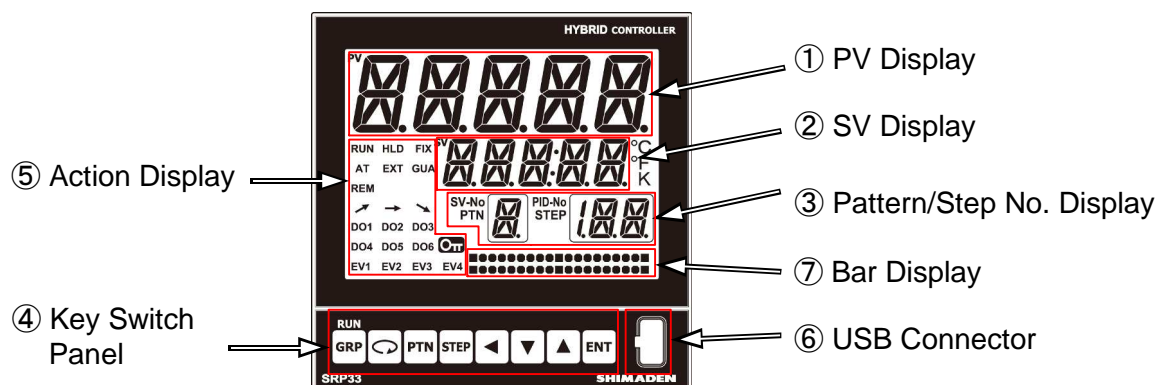 HYBRID CONTROLLER
① PV Display
PV
② SV Display
RUN HLD FIX SV °C
°F
AT EXT GUA K
⑤ Action Display
REM
SV-No PTN PID-No STEP
③ Pattern/Step No. Display
DO1 DO2 DO3
DO4 DO5 DO6
EV1 EV2 EV3 EV4
⑦ Bar Display
④ Key Switch
Panel
RUN
GRP PTN STEP ENT
⑥ USB Connector
SRP33 SHIMADEN